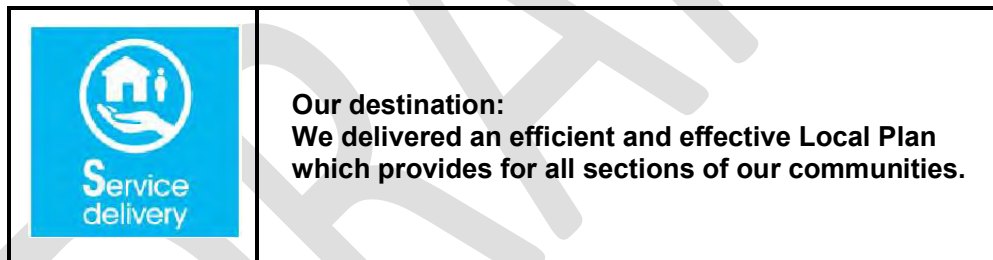 Service
delivery
Our destination:
We delivered an efficient and effective Local Plan
which provides for all sections of our communities.